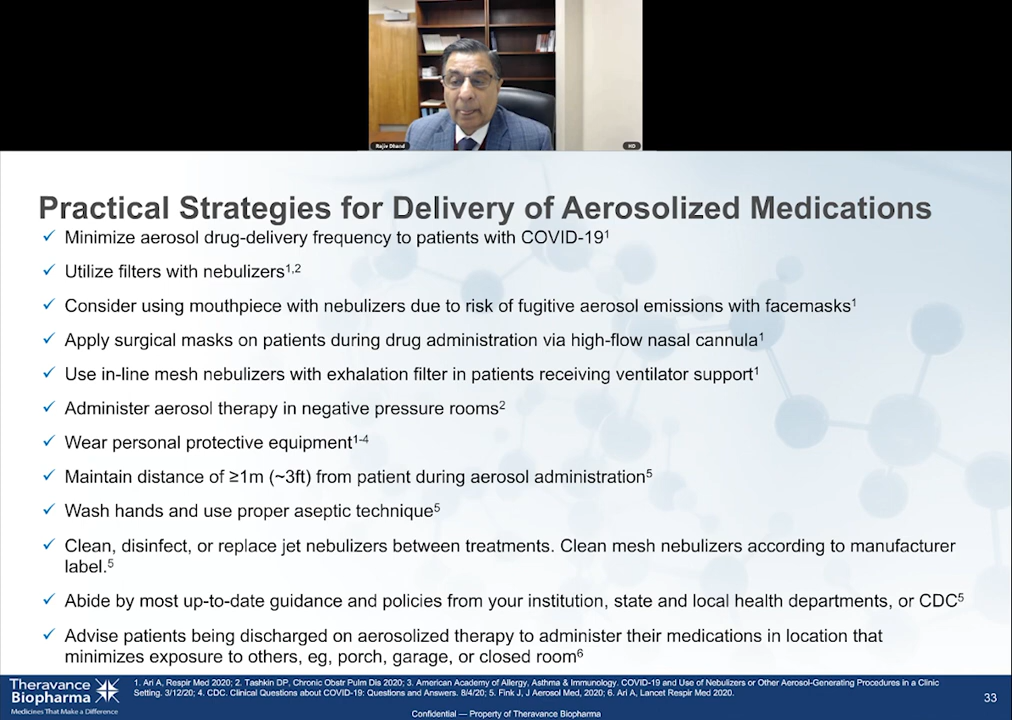 Rajiv Dhand
HD
Practical Strategies for Delivery of Aerosolized Medications
✓ Minimize aerosol drug-delivery frequency to patients with COVID-19¹
✓ Utilize filters with nebulizers¹,²
✓ Consider using mouthpiece with nebulizers due to risk of fugitive aerosol emissions with facemasks¹
✓ Apply surgical masks on patients during drug administration via high-flow nasal cannula¹
✓ Use in-line mesh nebulizers with exhalation filter in patients receiving ventilator support¹
✓ Administer aerosol therapy in negative pressure rooms²
✓ Wear personal protective equipment¹⁻⁴
✓ Maintain distance of ≥1m (~3ft) from patient during aerosol administration⁵
✓ Wash hands and use proper aseptic technique⁵
✓ Clean, disinfect, or replace jet nebulizers between treatments. Clean mesh nebulizers according to manufacturer
label.⁵
✓ Abide by most up-to-date guidance and policies from your institution, state and local health departments, or CDC⁵
✓ Advise patients being discharged on aerosolized therapy to administer their medications in location that
minimizes exposure to others, eg, porch, garage, or closed room⁶
Theravance
Biopharma
Medicines That Make a Difference
1. Ari A, Respir Med 2020; 2. Tashkin DP, Chronic Obstr Pulm Dis 2020; 3. American Academy of Allergy, Asthma & Immunology. COVID-19 and Use of Nebulizers or Other Aerosol-Generating Procedures in a Clinic
Setting. 3/12/20; 4. CDC. Clinical Questions about COVID-19: Questions and Answers. 8/4/20; 5. Fink J, J Aerosol Med, 2020; 6. Ari A, Lancet Respir Med 2020.
33
Confidential — Property of Theravance Biopharma